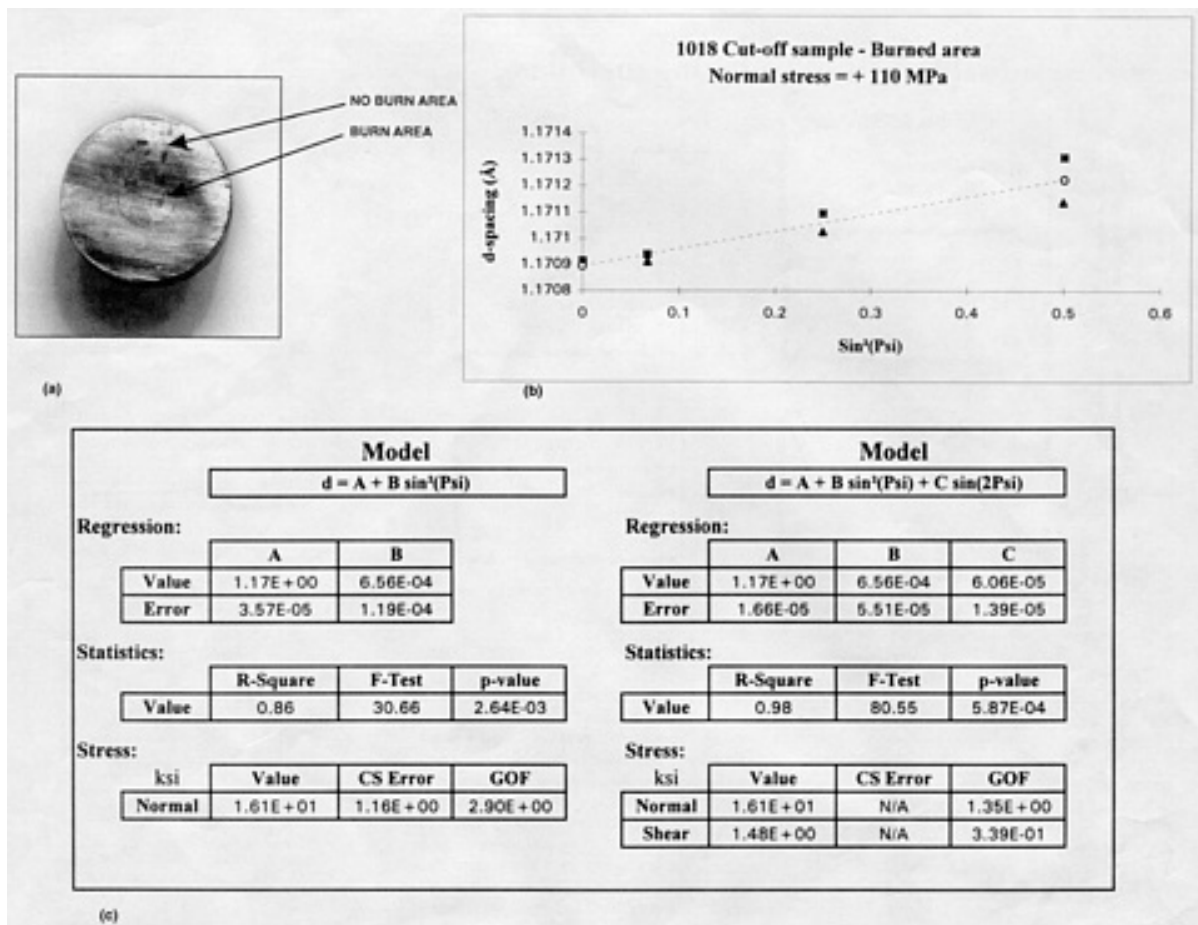 NO BURN AREA
BURN AREA
(a)
1018 Cut-off sample - Burned area
Normal stress = + 110 MPa
d-spacing (Å)
1.1714
1.1713
1.1712
1.1711
1.171
1.1709
1.1708
0 0.1 0.2 0.3 0.4 0.5 0.6
Sin²(Psi)
(b)
Model
d = A + B sin²(Psi)
Regression:
A B
Value 1.17E+00 6.56E-04
Error 3.57E-05 1.19E-04
Statistics:
R-Square F-Test p-value
Value 0.86 30.66 2.64E-03
Stress:
ksi Value CS Error GOF
Normal 1.61E+01 1.16E+00 2.90E+00
Model
d = A + B sin²(Psi) + C sin(2Psi)
Regression:
A B C
Value 1.17E+00 6.56E-04 6.06E-05
Error 1.66E-05 5.51E-05 1.39E-05
Statistics:
R-Square F-Test p-value
Value 0.98 80.55 5.87E-04
Stress:
ksi Value CS Error GOF
Normal 1.61E+01 N/A 1.35E+00
Shear 1.48E+00 N/A 3.39E-01
(c)